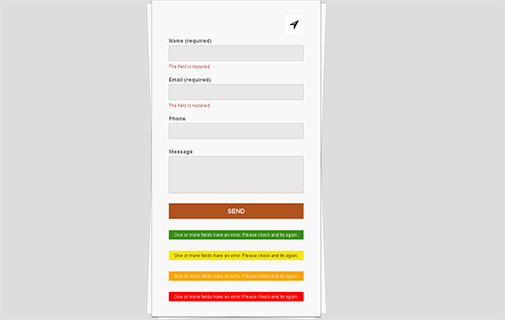 Name (required)
The field is required.
Email (required)
The field is required.
Phone
Message
SEND
One or more fields have an error. Please check and try again.
One or more fields have an error. Please check and try again.
One or more fields have an error. Please check and try again.
One or more fields have an error. Please check and try again.